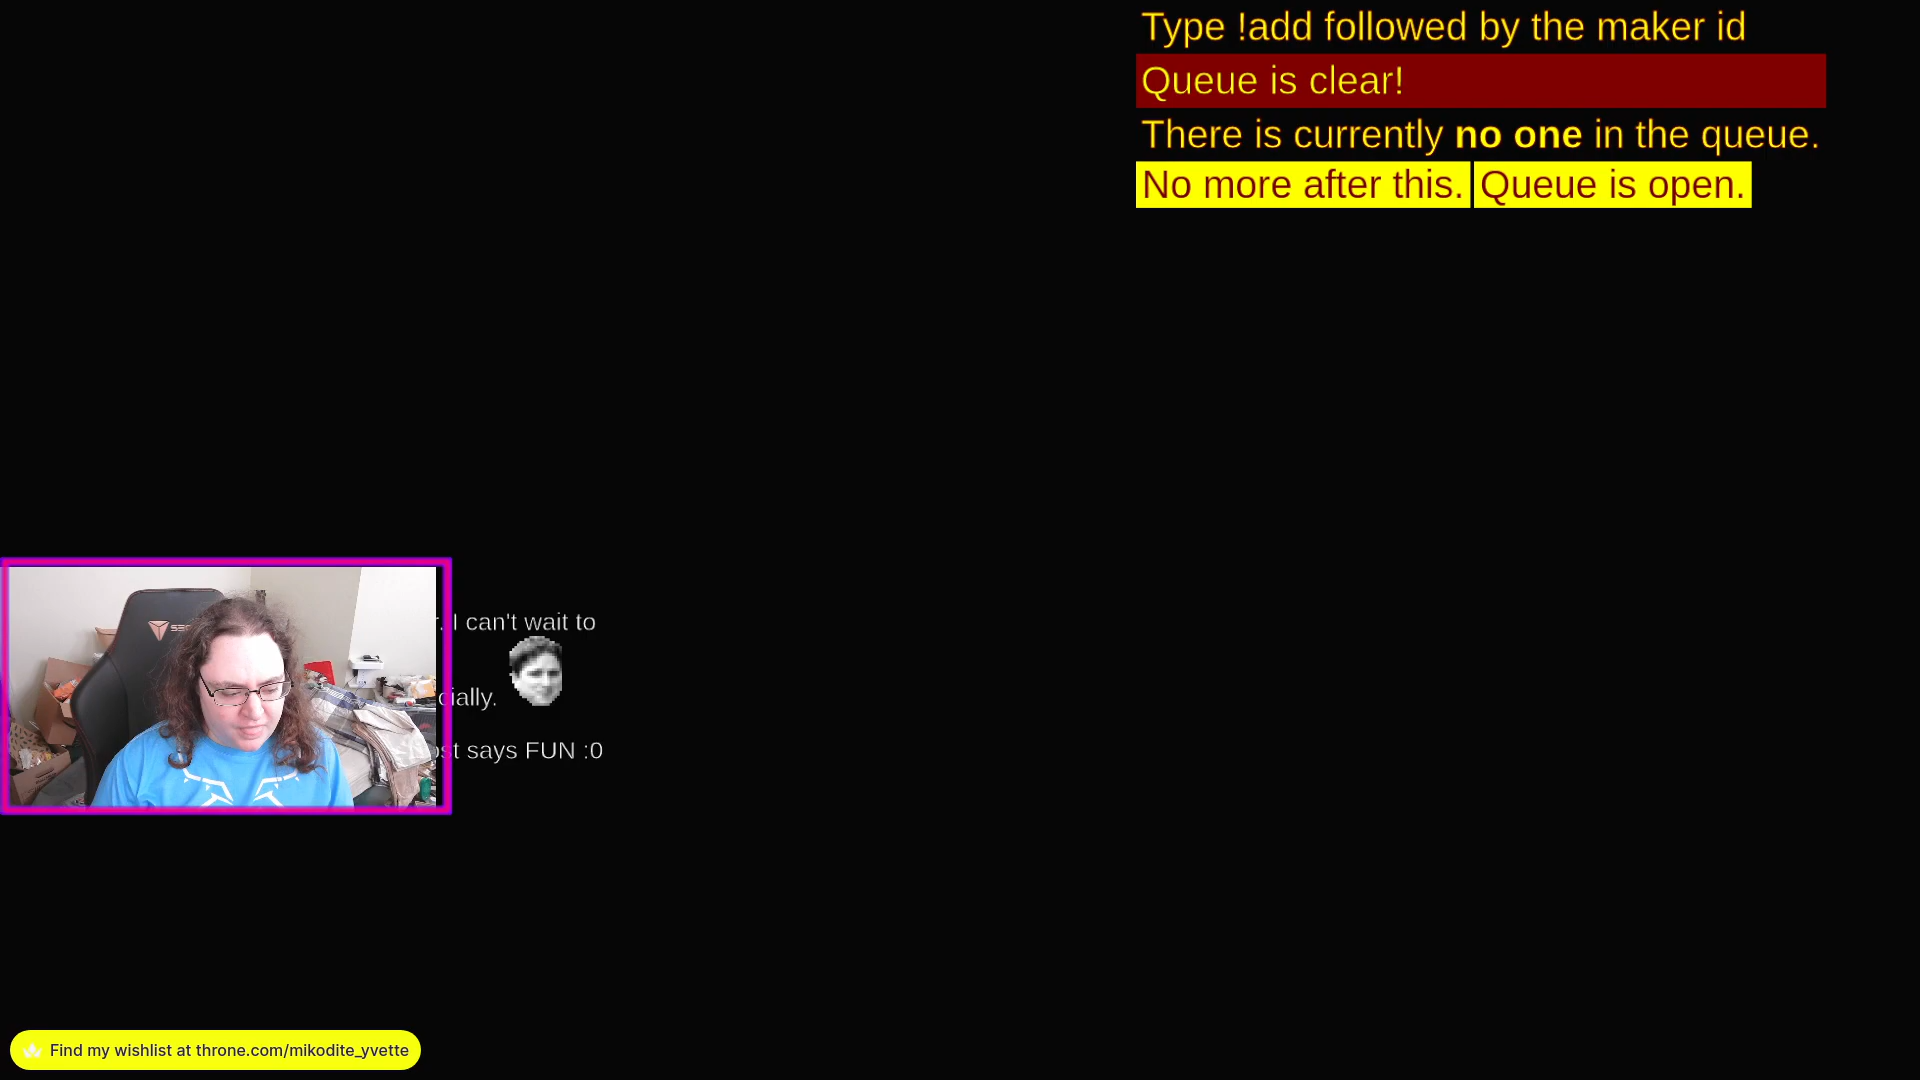 Type !add followed by the maker id
Queue is clear!
There is currently no one in the queue.
No more after this. Queue is open.
I can't wait to
cially.
says FUN :0
Find my wishlist at throne.com/mikodite_yvette